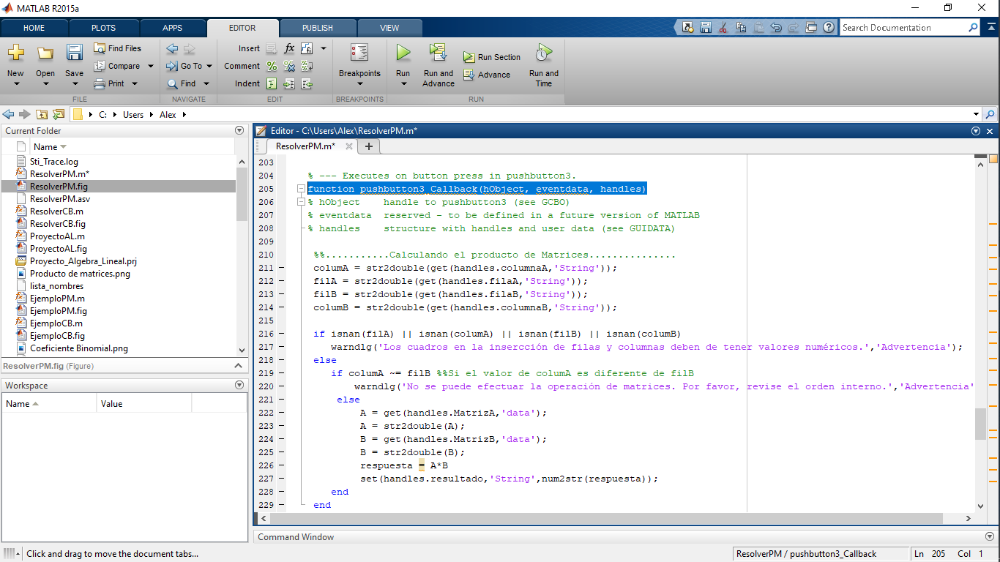 MATLAB R2015a
HOME PLOTS APPS EDITOR PUBLISH VIEW
Search Documentation
New Open Save
Find Files
Compare
Print
Go To
Find
Insert
Comment
Indent
fx
Breakpoints
Run
Run and Advance
Run Section
Advance
Run and Time
FILE NAVIGATE EDIT BREAKPOINTS RUN
C: Users Alex
Current Folder
Name
Sti_Trace.log
ResolverPM.m*
ResolverPM.fig
ResolverPM.asv
ResolverCB.m
ResolverCB.fig
ProyectoAL.m
ProyectoAL.fig
Proyecto_Algebra_Lineal.prj
Producto de matrices.png
lista_nombres
EjemploPM.m
EjemploPM.fig
EjemploCB.m
EjemploCB.fig
Coeficiente Binomial.png
ResolverPM.fig (Figure)
Workspace
Name Value
Editor - C:\Users\Alex\ResolverPM.m*
ResolverPM.m*
203
204 % --- Executes on button press in pushbutton3.
205 function pushbutton3_Callback(hObject, eventdata, handles)
206 % hObject    handle to pushbutton3 (see GCBO)
207 % eventdata  reserved - to be defined in a future version of MATLAB
208 % handles    structure with handles and user data (see GUIDATA)
209
210 %%...........Calculando el producto de Matrices...............
211 columA = str2double(get(handles.columnaA,'String'));
212 filA = str2double(get(handles.filaA,'String'));
213 filB = str2double(get(handles.filaB,'String'));
214 columB = str2double(get(handles.columnaB,'String'));
215
216 if isnan(filA) || isnan(columA) || isnan(filB) || isnan(columB)
217 warndlg('Los cuadros en la insercción de filas y columnas deben de tener valores numéricos.','Advertencia');
218 else
219 if columA ~= filB %%Si el valor de columA es diferente de filB
220 warndlg('No se puede efectuar la operación de matrices. Por favor, revise el orden interno.','Advertencia'
221 else
222 A = get(handles.MatrizA,'data');
223 A = str2double(A);
224 B = get(handles.MatrizB,'data');
225 B = str2double(B);
226 respuesta = A*B
227 set(handles.resultado,'String',num2str(respuesta));
228 end
229 end
Command Window
Click and drag to move the document tabs...
ResolverPM / pushbutton3_Callback
Ln 205 Col 1